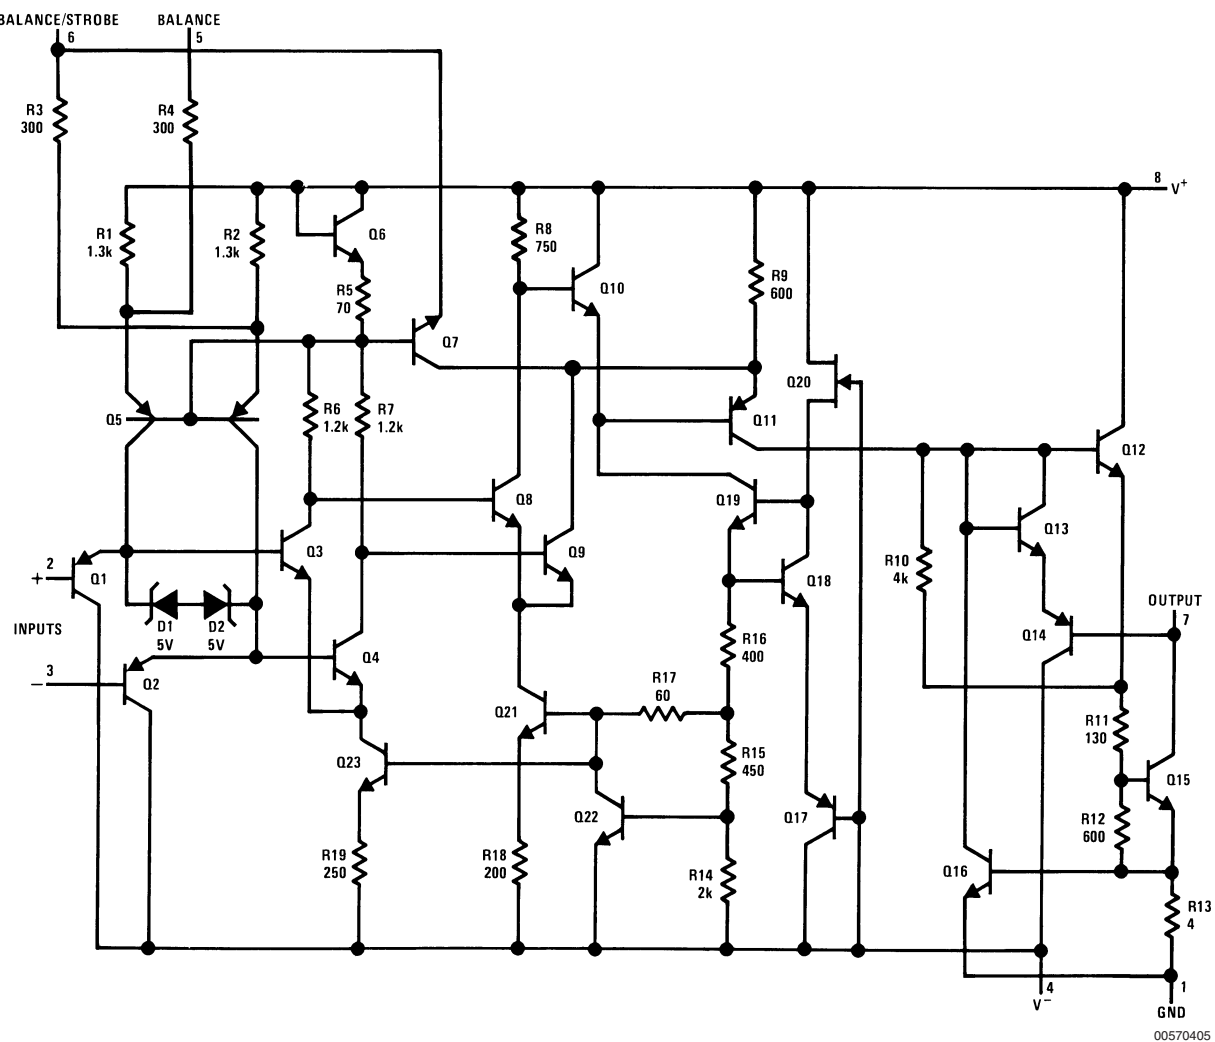 BALANCE/STROBE
BALANCE
6
5
R3
300
R4
300
8
V+
R1
1.3k
R2
1.3k
Q6
R8
750
R5
70
Q10
R9
600
Q7
Q20
Q5
R6
1.2k
R7
1.2k
Q11
Q12
Q8
Q19
Q3
Q9
Q13
2
+
Q1
Q18
R10
4k
INPUTS
D1
5V
D2
5V
OUTPUT
7
Q14
R16
400
3
−
Q2
Q4
R17
60
Q21
R11
130
Q23
R15
450
Q15
Q22
Q17
R12
600
R19
250
R18
200
R14
2k
Q16
R13
4
4
V−
1
GND
00570405